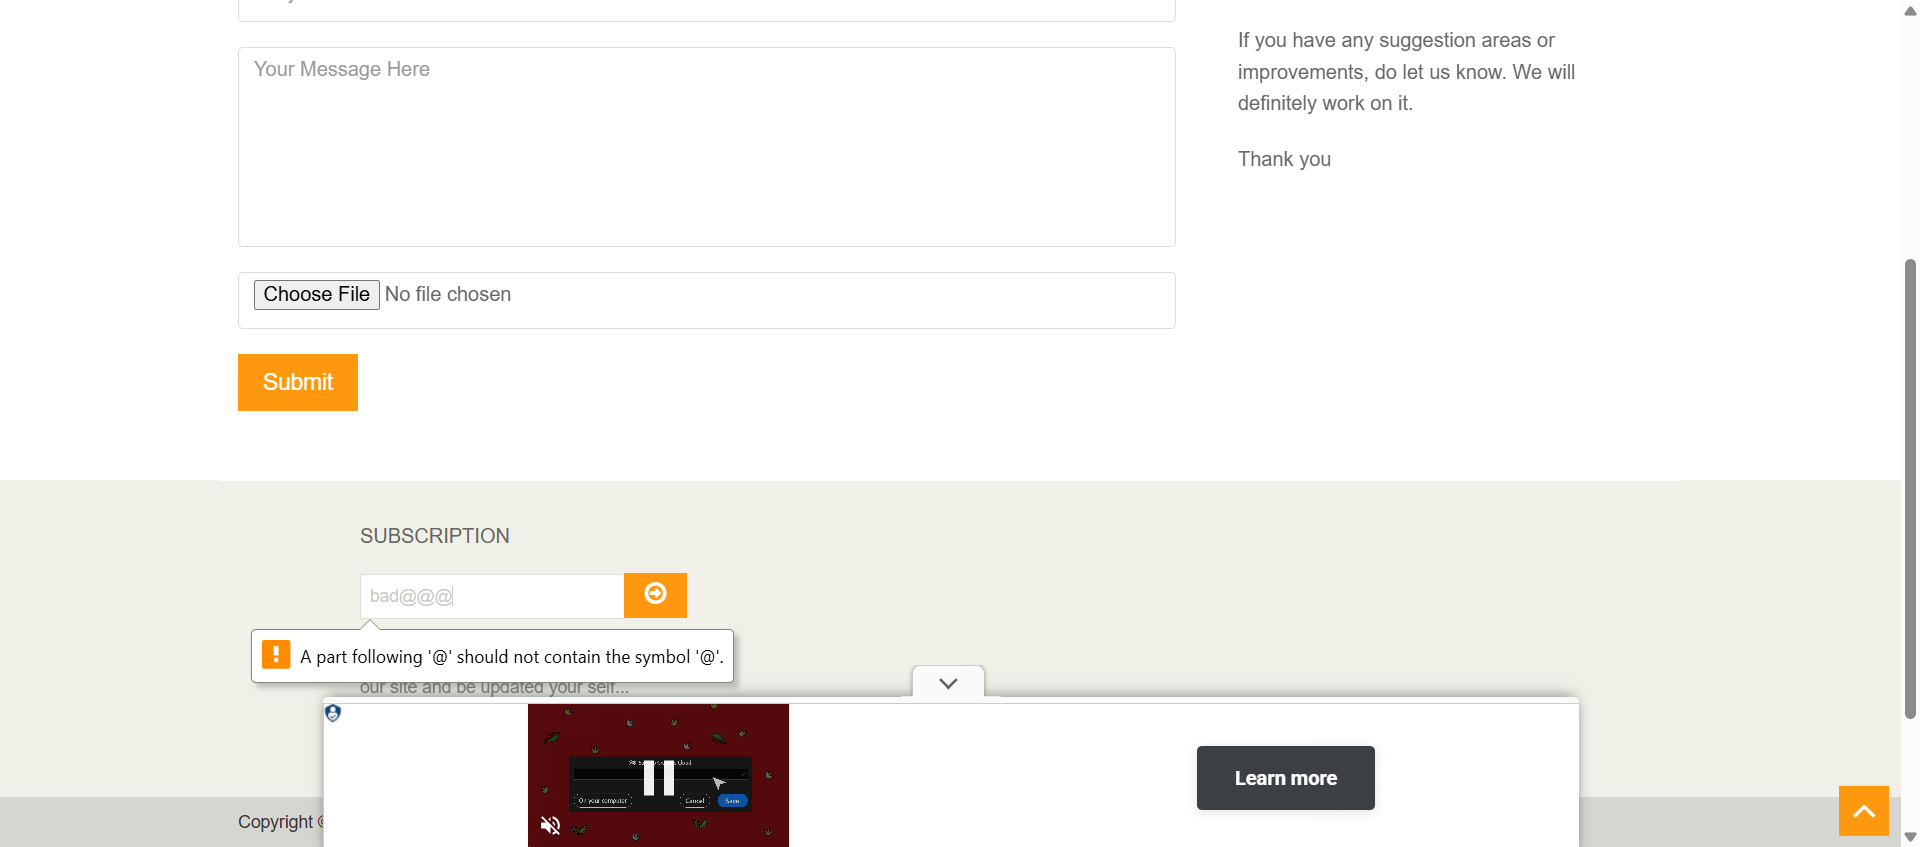 Your Message Here
If you have any suggestion areas or
improvements, do let us know. We will
definitely work on it.
Thank you
Choose File No file chosen
Submit
SUBSCRIPTION
bad@@@
A part following '@' should not contain the symbol '@'.
our site and be updated your self...
On your computer
Cancel
Save
Learn more
Copyright